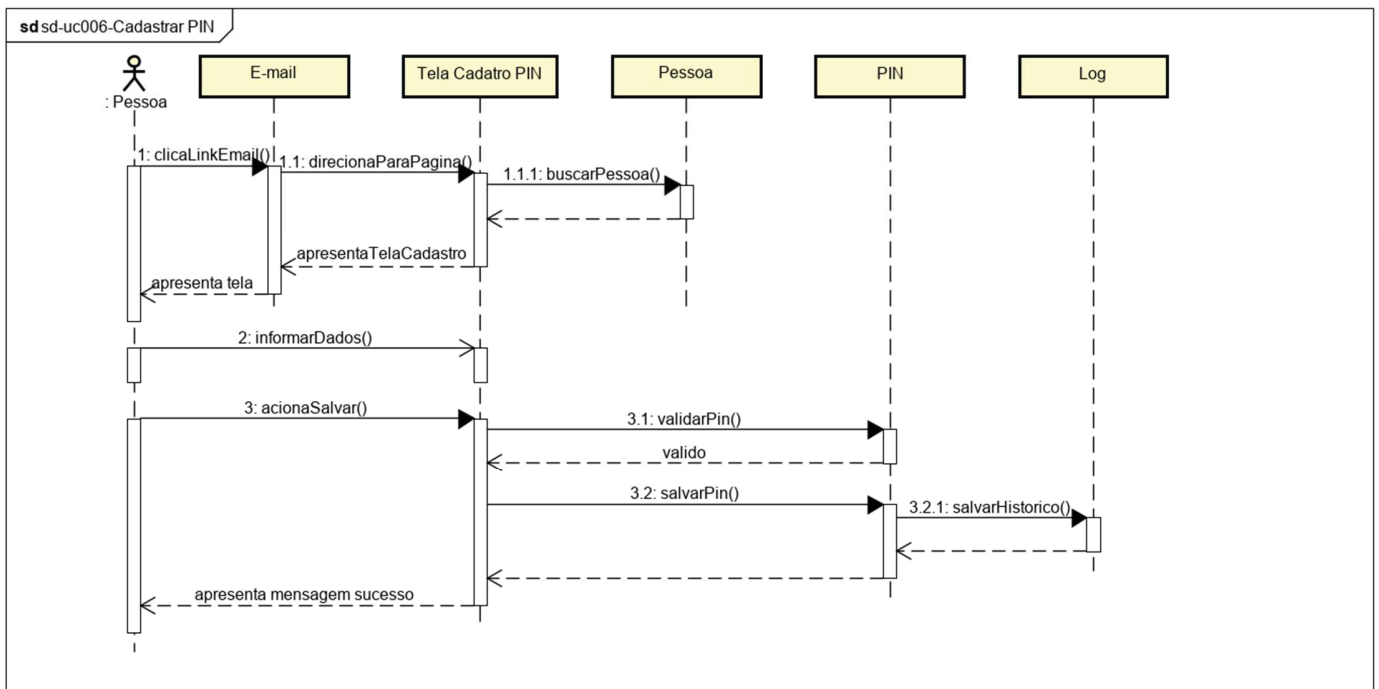 sd sd-uc006-Cadastrar PIN
: Pessoa
E-mail
Tela Cadatro PIN
Pessoa
PIN
Log
1: clicaLinkEmail()
1.1: direcionaParaPagina()
1.1.1: buscarPessoa()
apresentaTelaCadastro
apresenta tela
2: informarDados()
3: acionaSalvar()
3.1: validarPin()
valido
3.2: salvarPin()
3.2.1: salvarHistorico()
apresenta mensagem sucesso